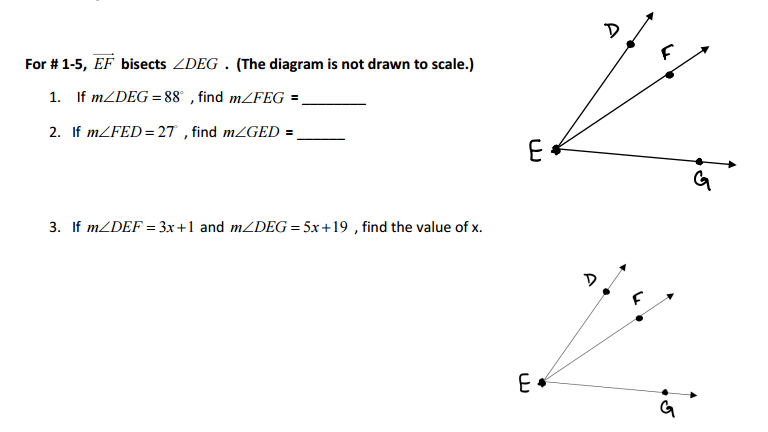 For # 1-5, EF bisects ∠DEG . (The diagram is not drawn to scale.)
1. If m∠DEG = 88° , find m∠FEG = ________
2. If m∠FED = 27° , find m∠GED = ______
D
F
E
G
3. If m∠DEF = 3x+1 and m∠DEG = 5x+19 , find the value of x.
D
F
E
G